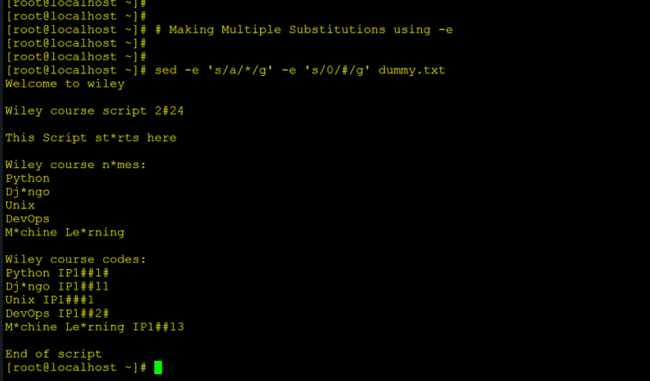 [root@localhost ~]#
[root@localhost ~]#
[root@localhost ~]# # Making Multiple Substitutions using -e
[root@localhost ~]#
[root@localhost ~]#
[root@localhost ~]# sed -e 's/a/*/g' -e 's/0/#/g' dummy.txt
Welcome to wiley

Wiley course script 2#24

This Script st*rts here

Wiley course n*mes:
Python
Dj*ngo
Unix
DevOps
M*chine Le*rning

Wiley course codes:
Python IP1##1#
Dj*ngo IP1##11
Unix IP1###1
DevOps IP1##2#
M*chine Le*rning IP1##13

End of script
[root@localhost ~]#